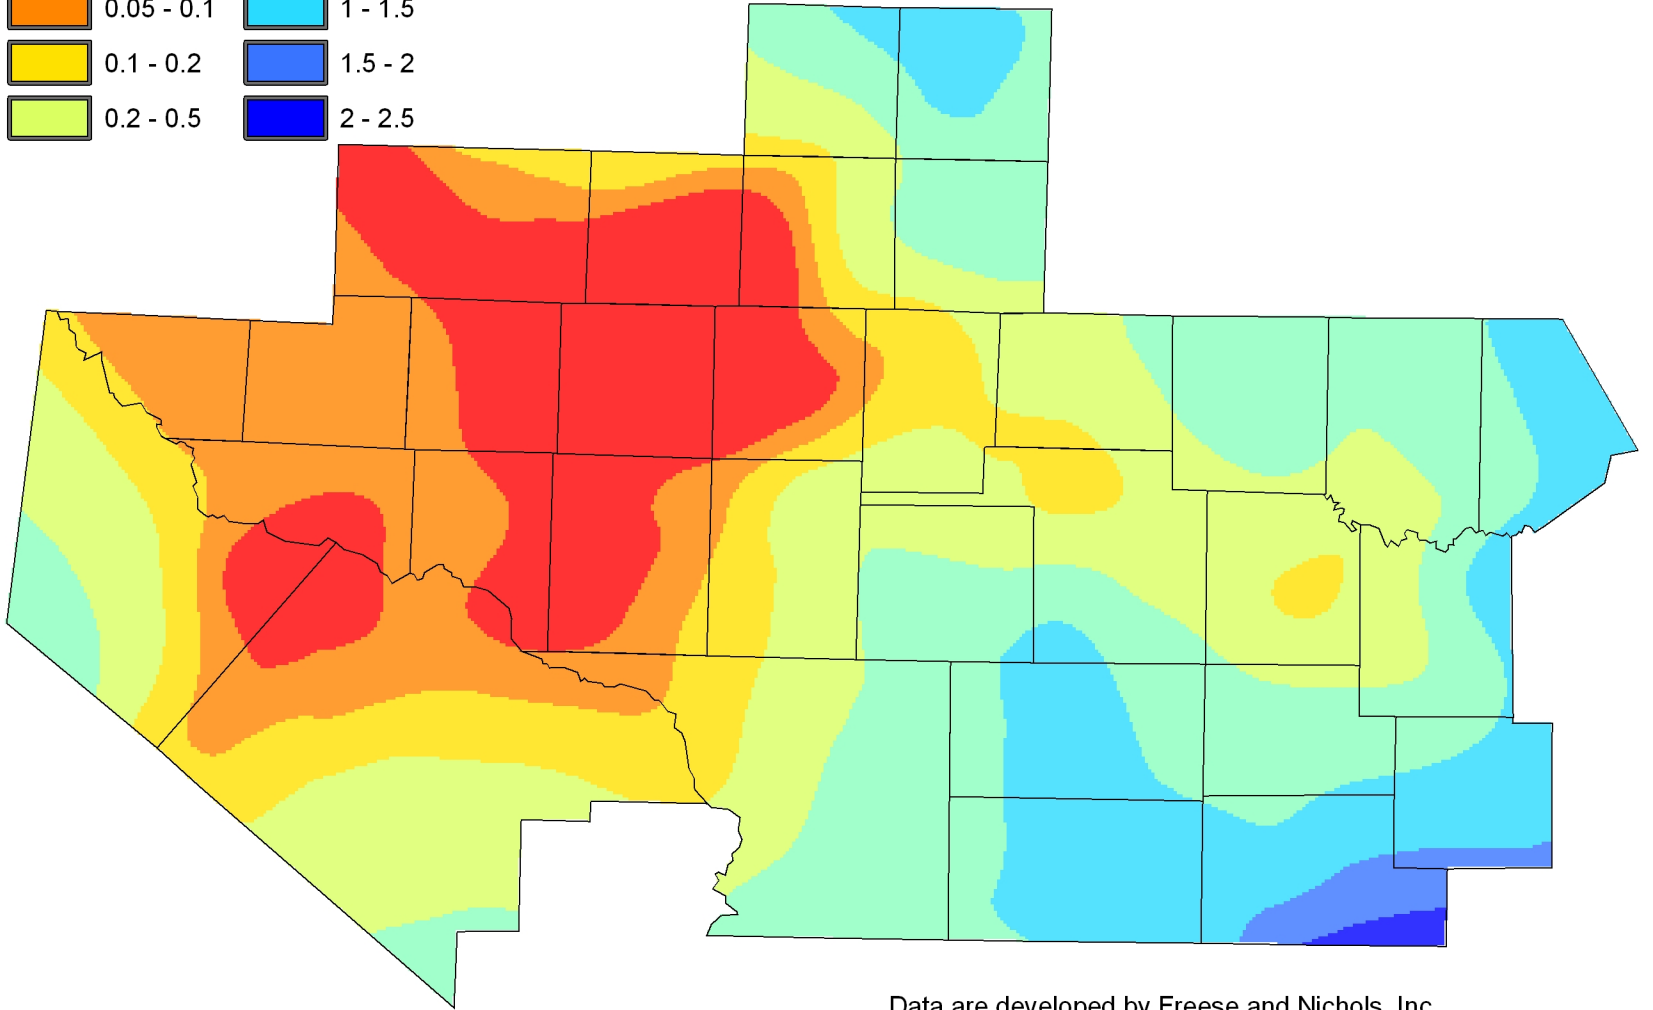 0.05 - 0.1
1 - 1.5
0.1 - 0.2
1.5 - 2
0.2 - 0.5
2 - 2.5
Data are developed by Freese and Nichols, Inc.